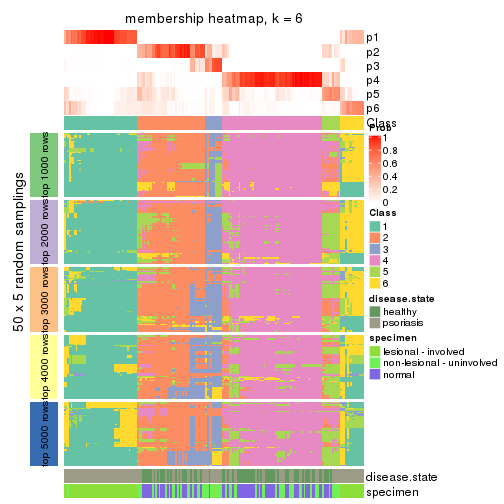 membership heatmap, k = 6
p1
p2
p3
p4
p5
p6
Class
Prob
1
0.8
0.6
0.4
0.2
0
Class
1
2
3
4
5
6
disease.state
healthy
psoriasis
specimen
lesional - involved
non-lesional - uninvolved
normal
50 x 5 random samplings
top 1000 rows
top 2000 rows
top 3000 rows
top 4000 rows
top 5000 rows
disease.state
specimen